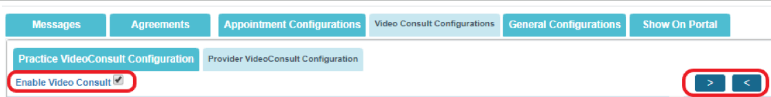 Messages Agreements Appointment Configurations Video Consult Configurations General Configurations Show On Portal
Practice VideoConsult Configuration Provider VideoConsult Configuration
Enable Video Consult > <